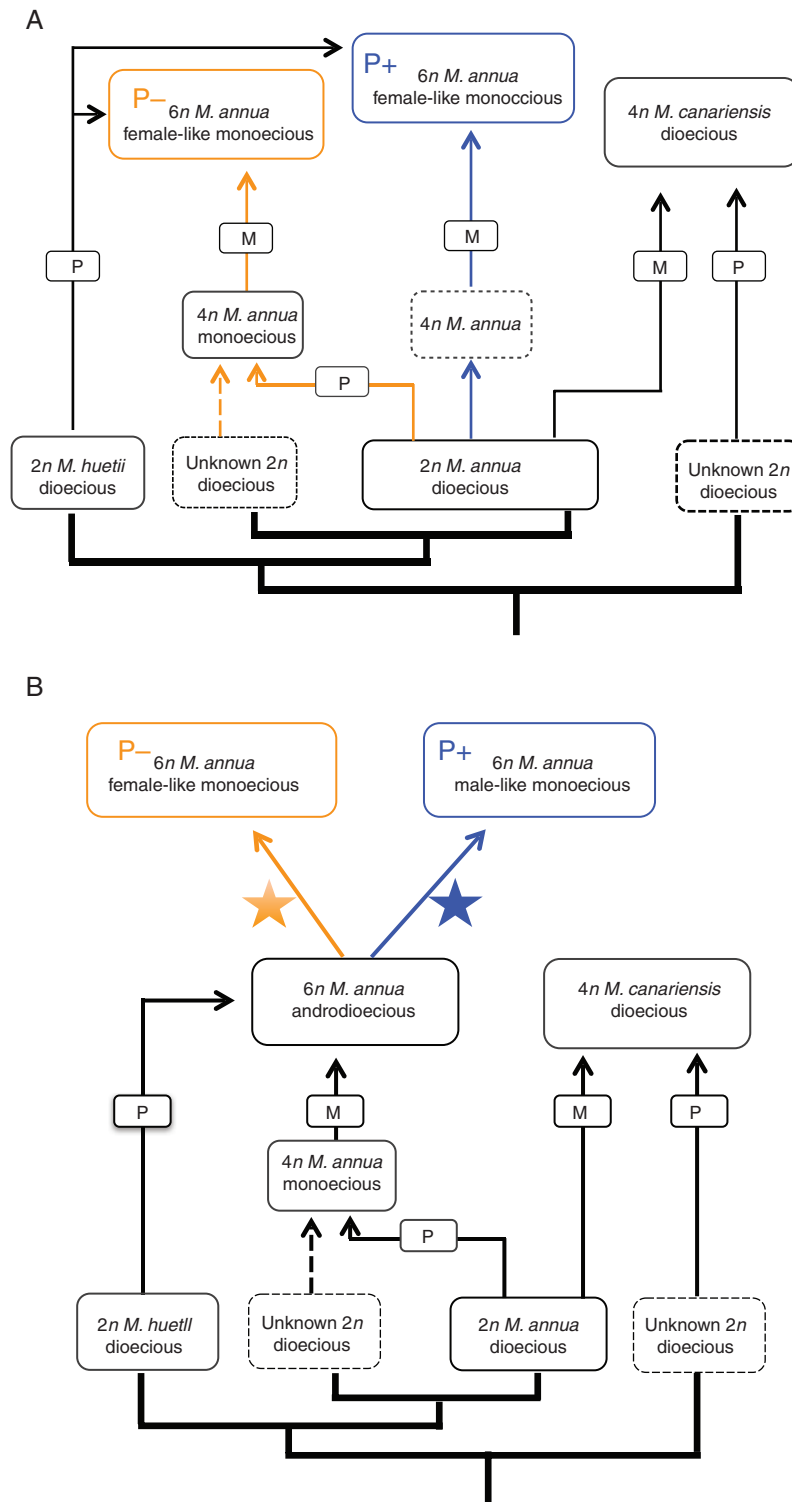 A
P–
6n M. annua
female-like monoecious
P+
6n M. annua
female-like monoccious
4n M. canariensis
dioecious
M
M
P
M
P
4n M. annua
monoecious
4n M. annua
P
2n M. huetii
dioecious
Unknown 2n
dioecious
2n M. annua
dioecious
Unknown 2n
dioecious
B
P–
6n M. annua
female-like monoecious
P+
6n M. annua
male-like monoecious
6n M. annua
androdioecious
4n M. canariensis
dioecious
P
M
M
P
4n M. annua
monoecious
P
2n M. huetll
dioecious
Unknown 2n
dioecious
2n M. annua
dioecious
Unknown 2n
dioecious